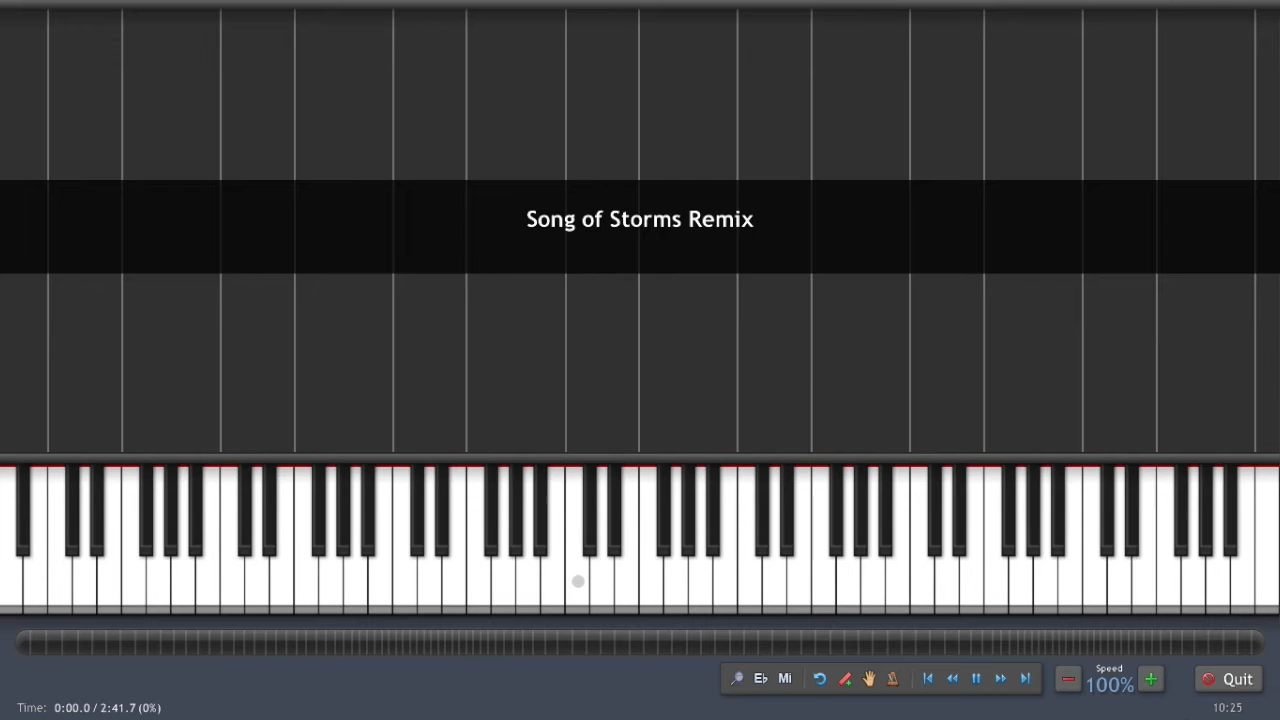 Song of Storms Remix
E♭ Mi
Speed
100%
Quit
Time: 0:00.0 / 2:41.7 (0%)
10:25